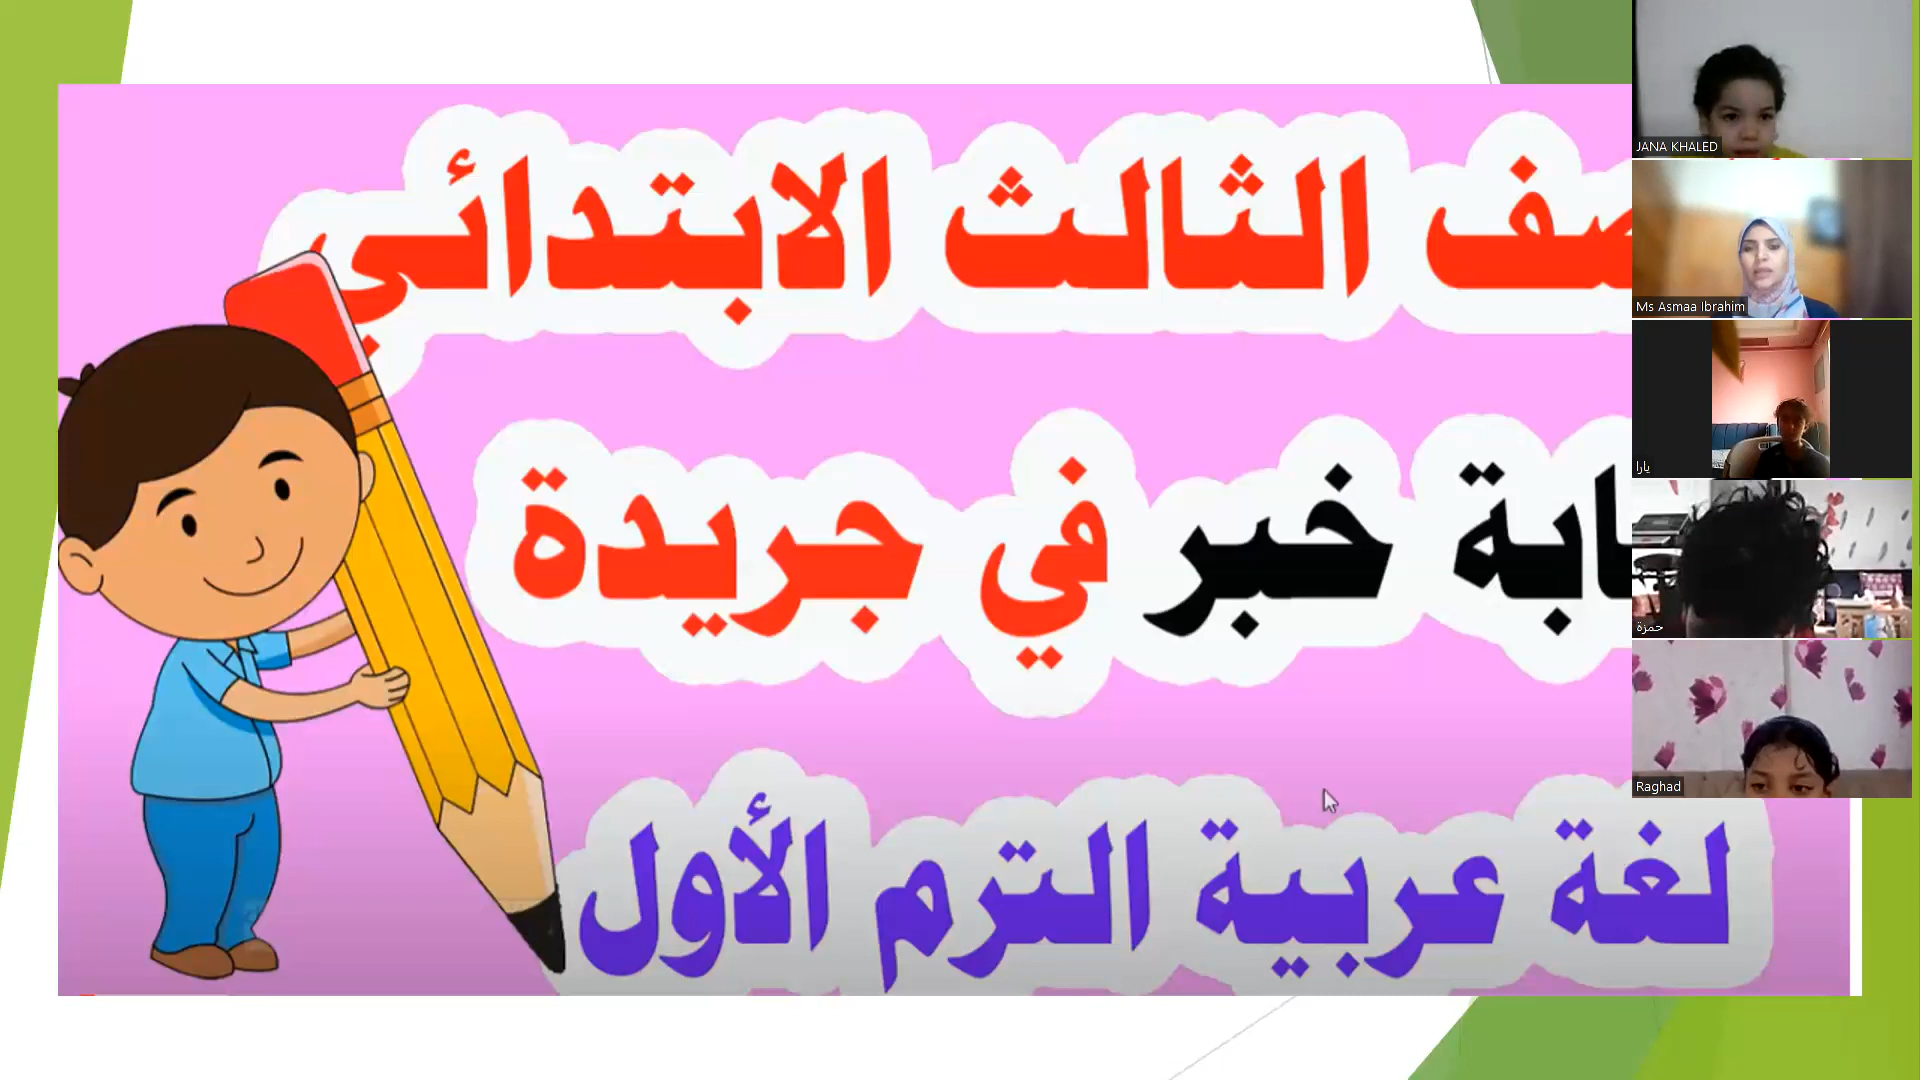 صف الثالث الابتدائي
ابة خبر في جريدة
لغة عربية الترم الأول
JANA KHALED
Ms Asmaa Ibrahim
يارا
حمزة
Raghad